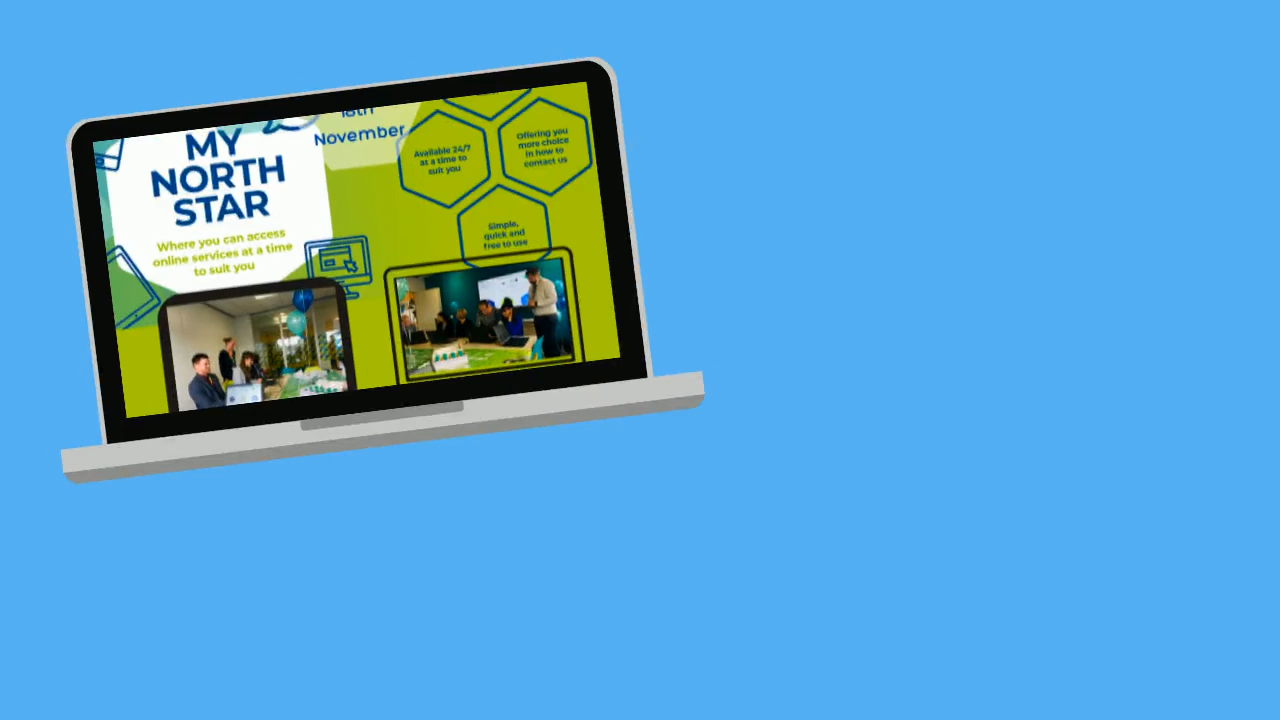 MY
NORTH
STAR
Where you can access
online services at a time
to suit you
18th
November
Available 24/7
at a time to
suit you
Offering you
more choice
in how to
contact us
Simple,
quick and
free to use